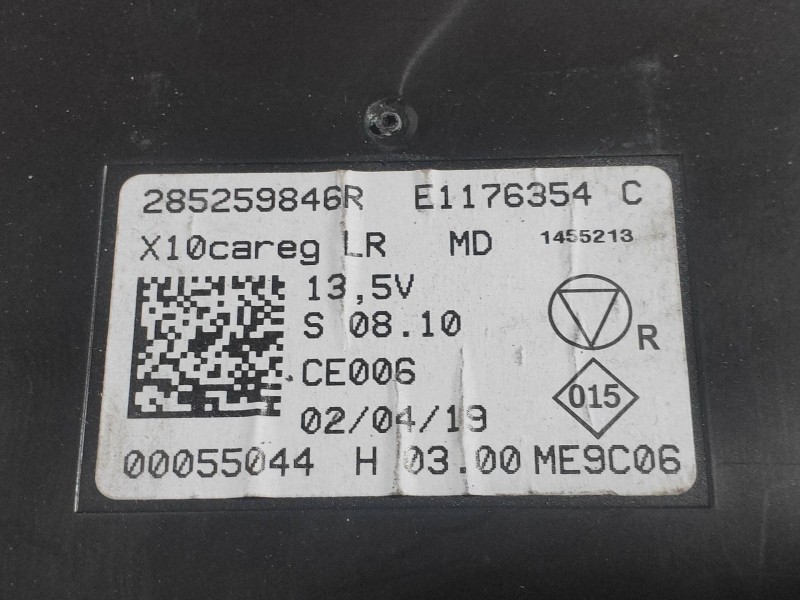 285259846R E1176354 C
X10careg LR MD 1455213
13,5V
S 08.10
R
CE006
015
02/04/19
00055044 H 03.00 ME9C06